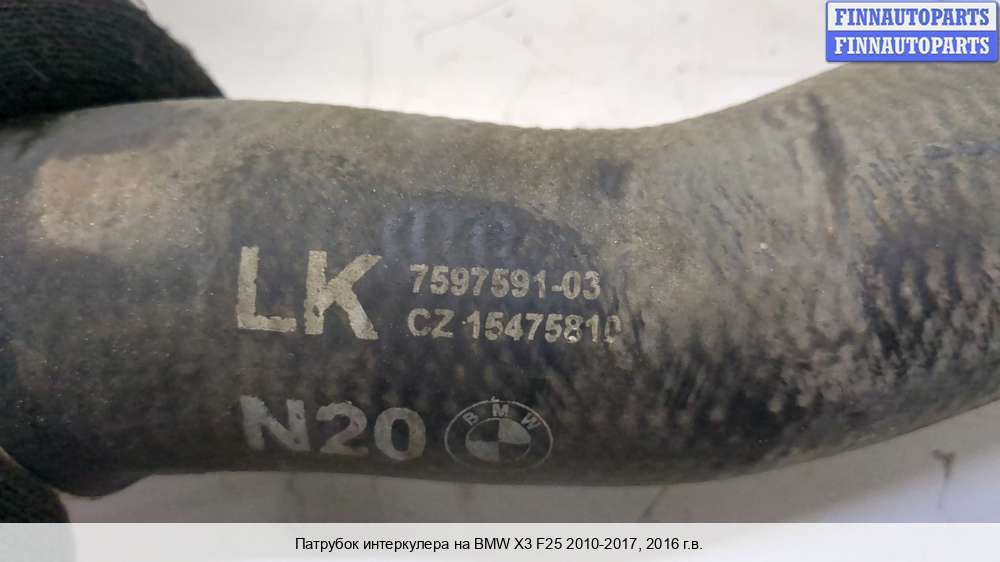 FINNAUTOPARTS
FINNAUTOPARTS
LK 7597591-03
CZ 15475810
N20 BMW
Патрубок интеркулера на BMW X3 F25 2010-2017, 2016 г.в.